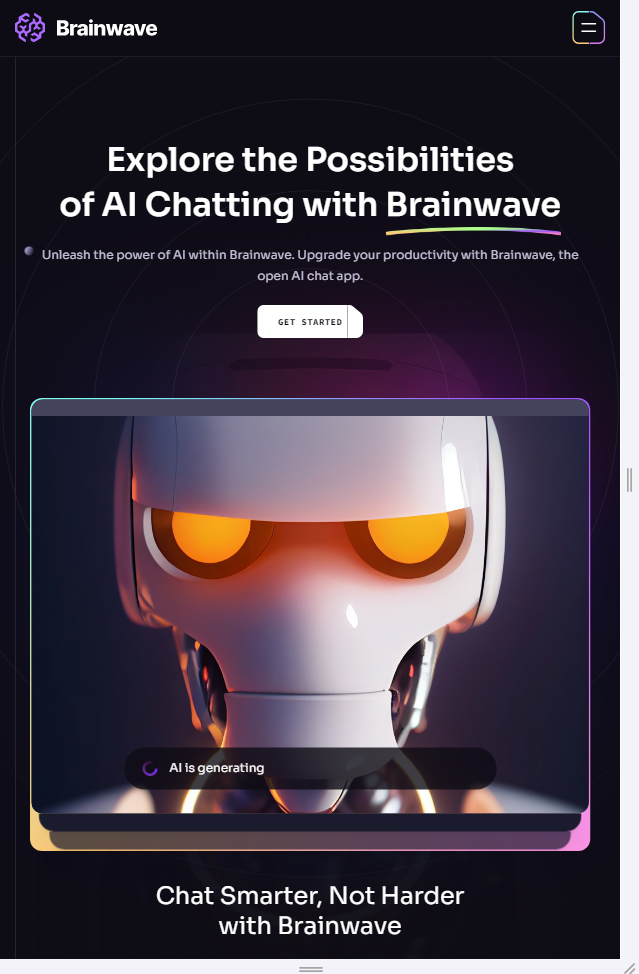 Brainwave
Explore the Possibilities
of AI Chatting with Brainwave
Unleash the power of AI within Brainwave. Upgrade your productivity with Brainwave, the
open AI chat app.
GET STARTED
AI is generating
Chat Smarter, Not Harder
with Brainwave